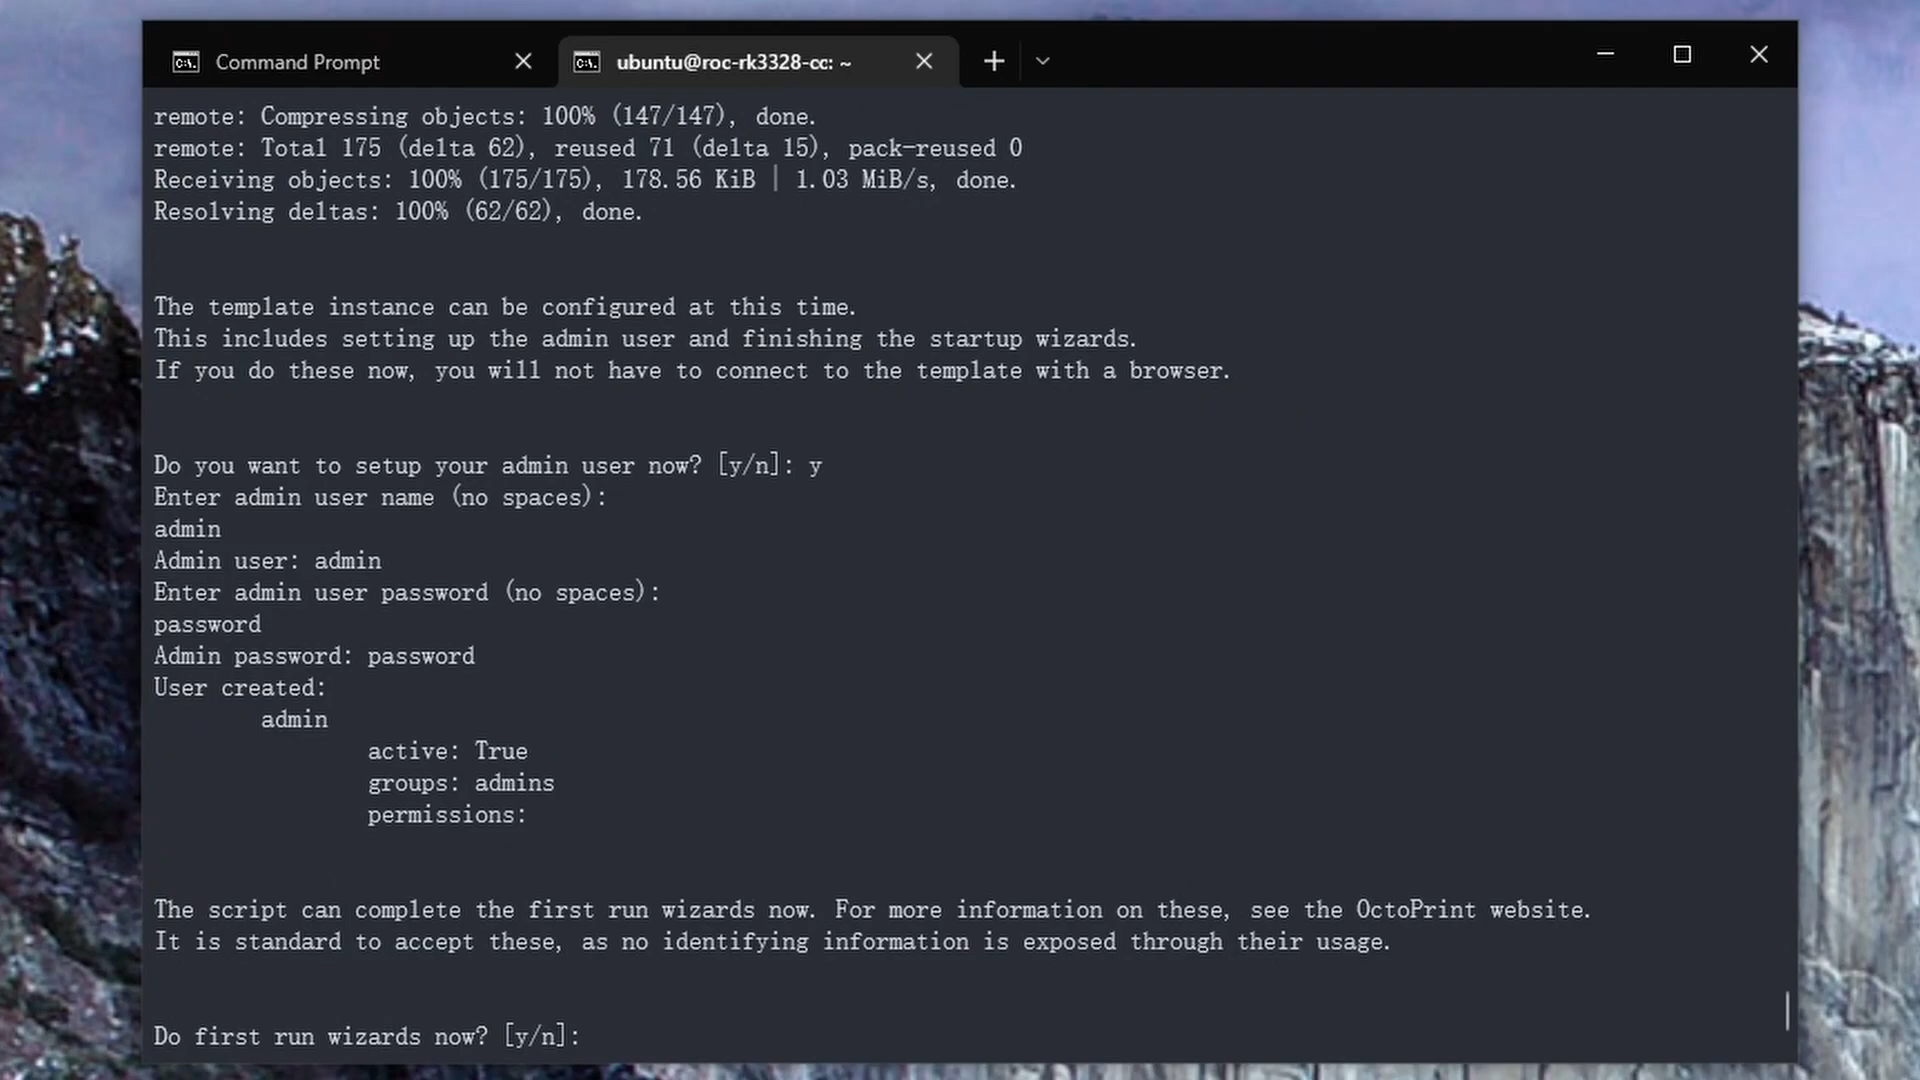 Command Prompt
ubuntu@roc-rk3328-cc: ~
remote: Compressing objects: 100% (147/147), done.
remote: Total 175 (delta 62), reused 71 (delta 15), pack-reused 0
Receiving objects: 100% (175/175), 178.56 KiB | 1.03 MiB/s, done.
Resolving deltas: 100% (62/62), done.
The template instance can be configured at this time.
This includes setting up the admin user and finishing the startup wizards.
If you do these now, you will not have to connect to the template with a browser.
Do you want to setup your admin user now? [y/n]: y
Enter admin user name (no spaces):
admin
Admin user: admin
Enter admin user password (no spaces):
password
Admin password: password
User created:
admin
active: True
groups: admins
permissions:
The script can complete the first run wizards now. For more information on these, see the OctoPrint website.
It is standard to accept these, as no identifying information is exposed through their usage.
Do first run wizards now? [y/n]: